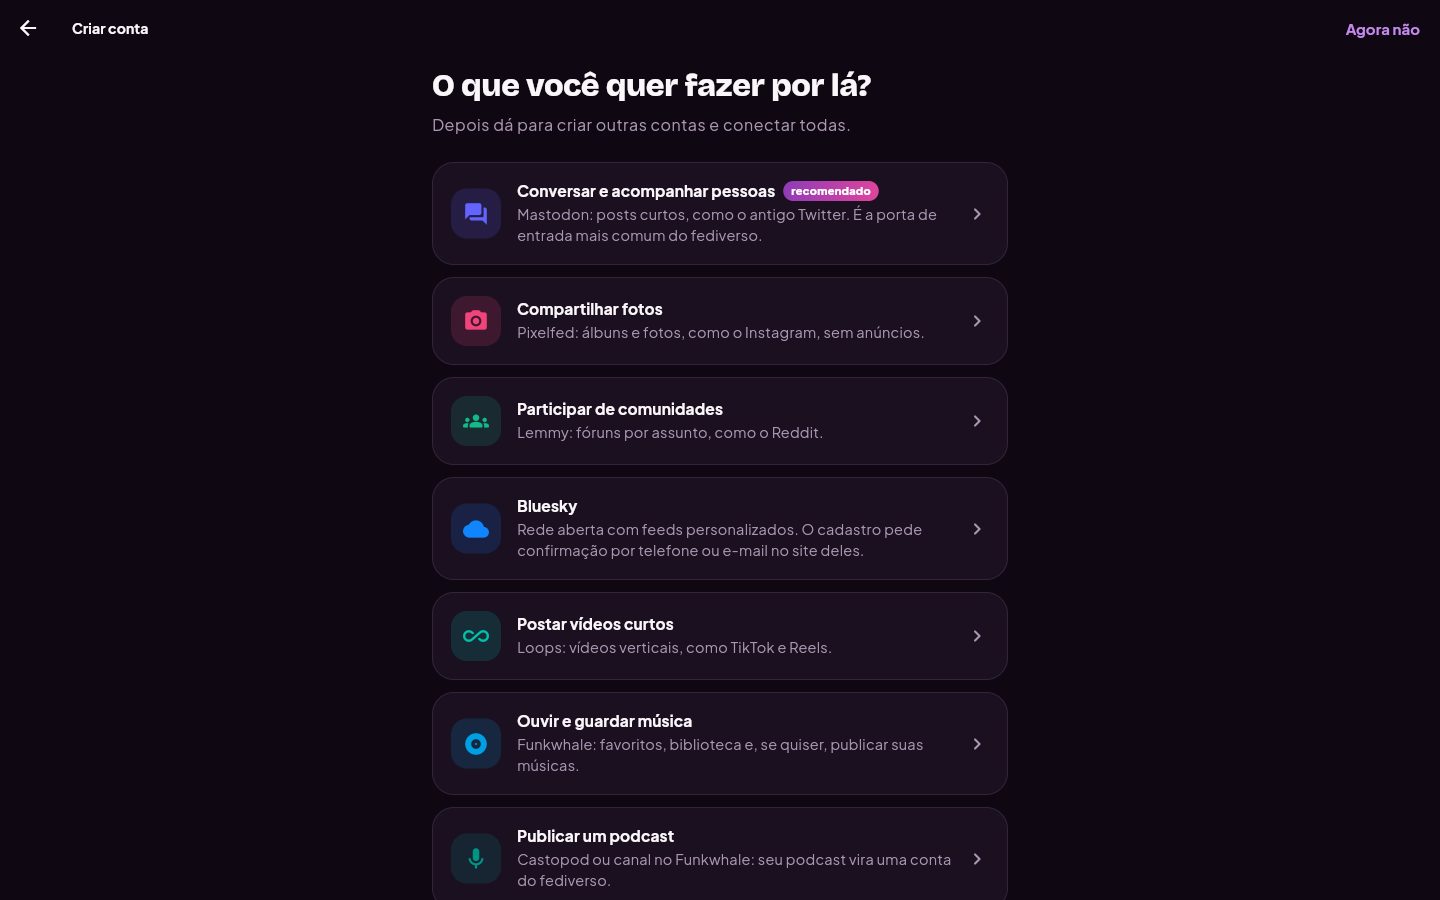 Criar conta
Agora não
O que você quer fazer por lá?
Depois dá para criar outras contas e conectar todas.
Conversar e acompanhar pessoas recomendado
Mastodon: posts curtos, como o antigo Twitter. É a porta de
entrada mais comum do fediverso.
Compartilhar fotos
Pixelfed: álbuns e fotos, como o Instagram, sem anúncios.
Participar de comunidades
Lemmy: fóruns por assunto, como o Reddit.
Bluesky
Rede aberta com feeds personalizados. O cadastro pede
confirmação por telefone ou e-mail no site deles.
Postar vídeos curtos
Loops: vídeos verticais, como TikTok e Reels.
Ouvir e guardar música
Funkwhale: favoritos, biblioteca e, se quiser, publicar suas
músicas.
Publicar um podcast
Castopod ou canal no Funkwhale: seu podcast vira uma conta
do fediverso.